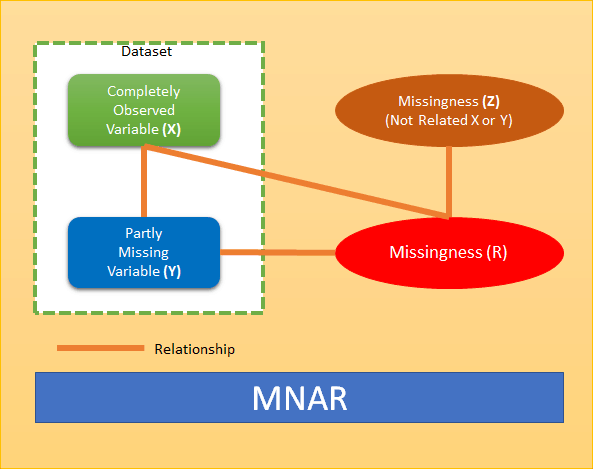 Dataset
Completely
Observed
Variable (X)
Missingness (Z)
(Not Related X or Y)
Partly
Missing
Variable (Y)
Missingness (R)
Relationship
MNAR